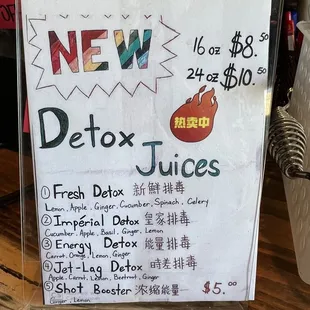 NEW
16 oz $8.50
24 oz $10.50
热卖中
Detox
Juices
① Fresh Detox 新鮮排毒
Lemon, Apple, Ginger, Cucumber, Spinach, Celery
② Imperial Detox 皇家排毒
Cucumber, Apple, Basil, Ginger, Lemon
③ Energy Detox 能量排毒
Carrot, Orange, Lemon, Ginger
④ Jet-Lag Detox 時差排毒
Apple, Carrot, Lemon, Beetroot, Ginger
⑤ Shot Booster 浓缩能量 $5.00
Ginger, Lemon